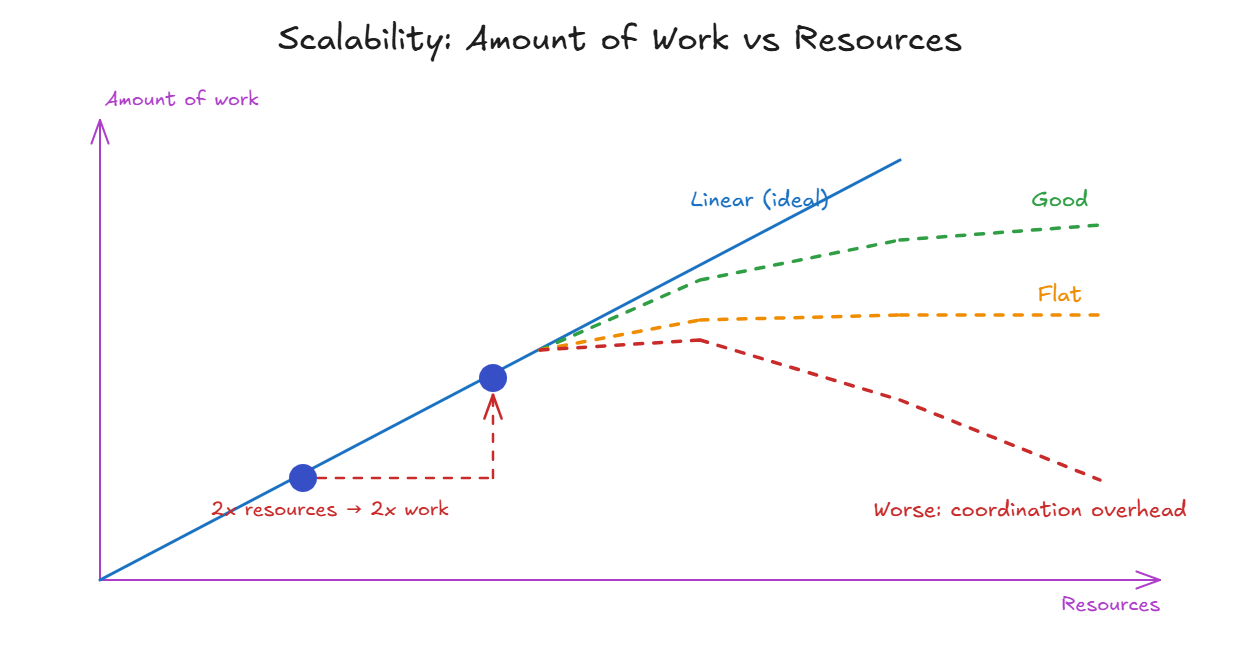 Scalability: Amount of Work vs Resources
Amount of work
Linear (ideal)
Good
Flat
2x resources → 2x work
Worse: coordination overhead
Resources